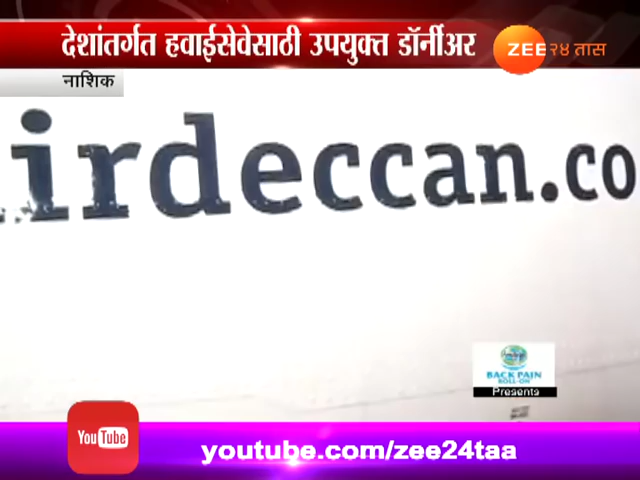 देशांतर्गत हवाईसेवेसाठी उपयुक्त डॉर्नीअर
ZEE २४ तास
नाशिक
irdeccan.co
BACK PAIN
ROLL-ON
Presents
YouTube
youtube.com/zee24taa